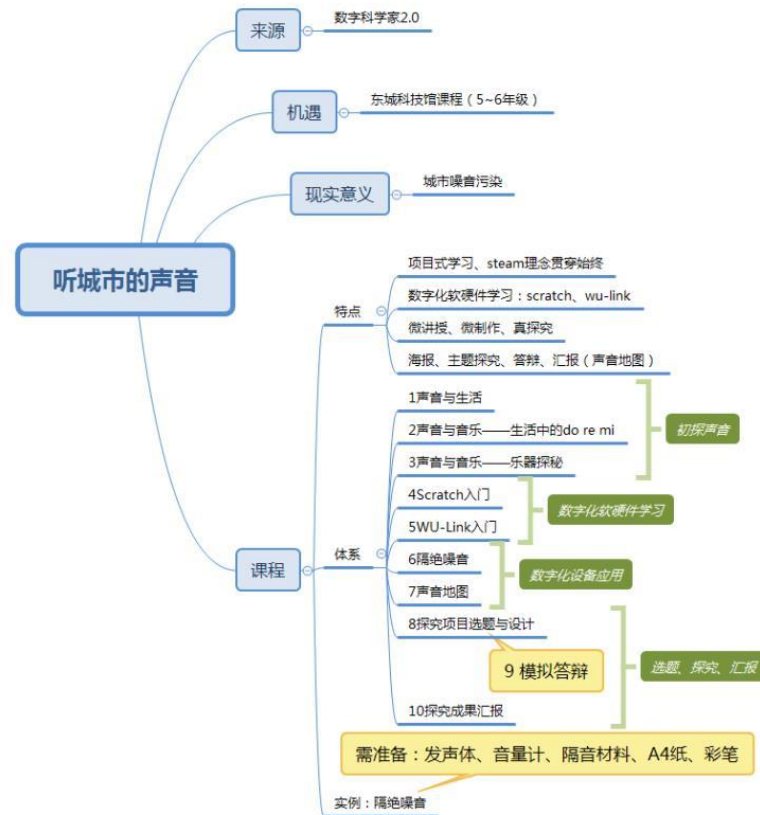 来源
数字科学家2.0
机遇
东城科技馆课程（5~6年级）
现实意义
城市噪音污染
听城市的声音
课程
特点
项目式学习、steam理念贯穿始终
数字化软硬件学习：scratch、wu-link
微讲授、微制作、真探究
海报、主题探究、答辩、汇报（声音地图）
体系
1声音与生活
2声音与音乐——生活中的do re mi
3声音与音乐——乐器探秘
初探声音
4Scratch入门
5WU-Link入门
数字化软硬件学习
6隔绝噪音
7声音地图
数字化设备应用
8探究项目选题与设计
9 模拟答辩
10探究成果汇报
选题、探究、汇报
需准备：发声体、音量计、隔音材料、A4纸、彩笔
实例：隔绝噪音